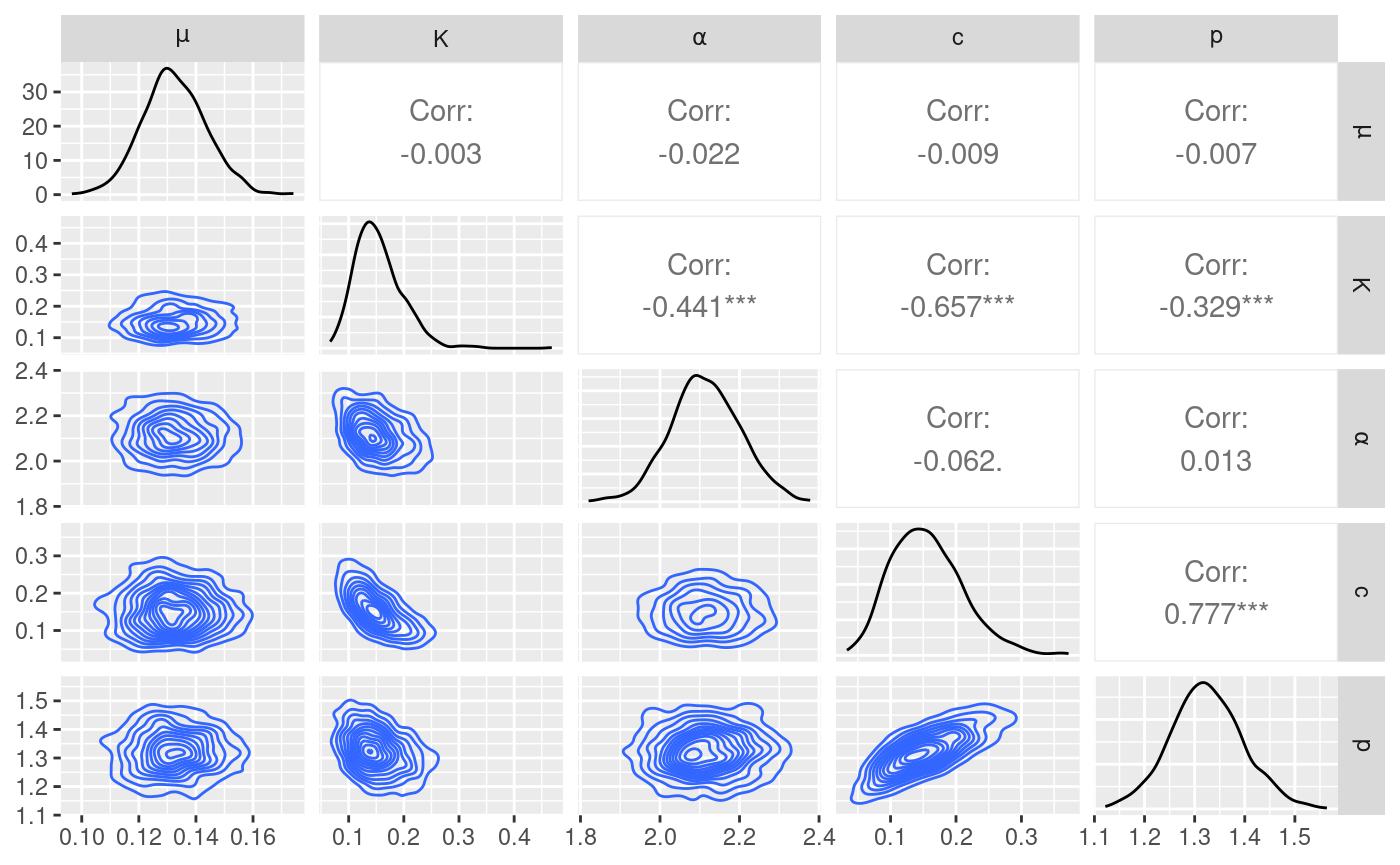 μ K α c p
30
20
10
0
Corr:
-0.003
Corr:
-0.022
Corr:
-0.009
Corr:
-0.007
μ
0.4
0.3
0.2
0.1
Corr:
-0.441***
Corr:
-0.657***
Corr:
-0.329***
K
2.4
2.2
2.0
1.8
Corr:
-0.062.
Corr:
0.013
α
0.3
0.2
0.1
Corr:
0.777***
c
1.5
1.4
1.3
1.2
1.1
p
0.10 0.12 0.14 0.16 0.1 0.2 0.3 0.4 1.8 2.0 2.2 2.4 0.1 0.2 0.3 1.1 1.2 1.3 1.4 1.5